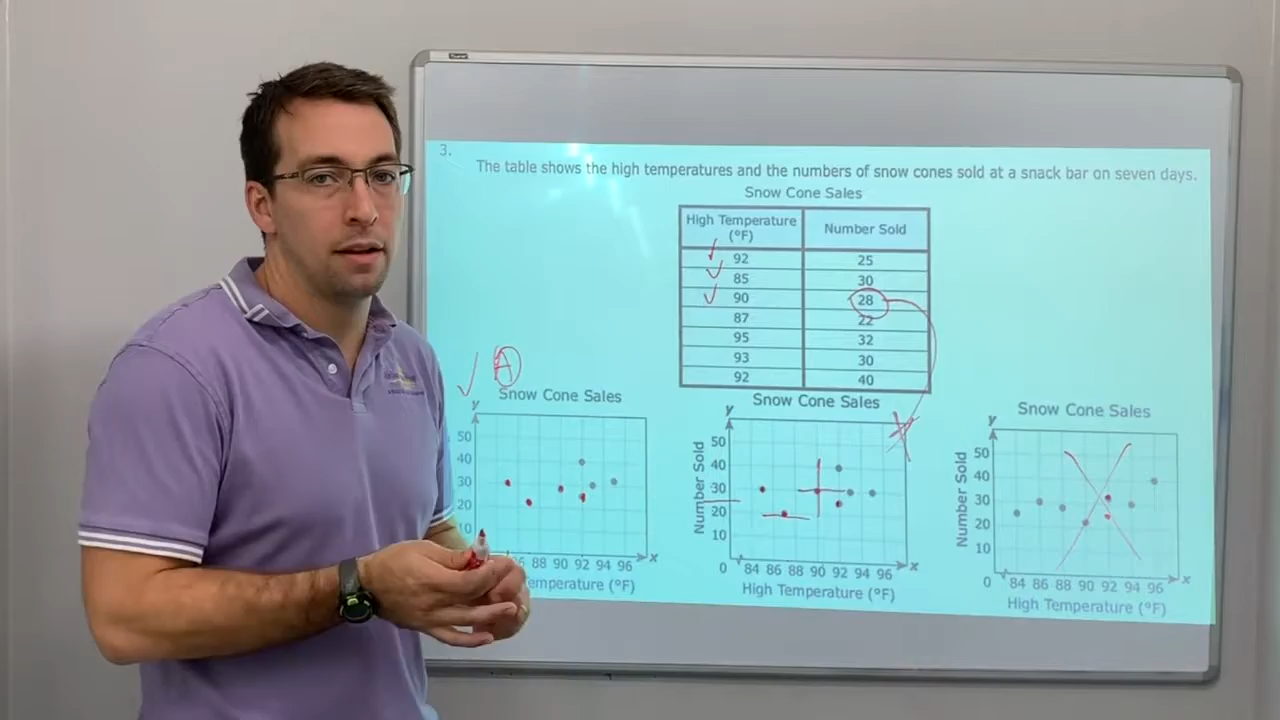 3.
The table shows the high temperatures and the numbers of snow cones sold at a snack bar on seven days.
Snow Cone Sales
High Temperature (°F) Number Sold
92 25
85 30
90 28
87 22
95 32
93 30
92 40
A
Snow Cone Sales
y
50
40
30
20
10
88 90 92 94 96 x
emperature (°F)
Snow Cone Sales
y
Number Sold
50
40
30
20
10
0 84 86 88 90 92 94 96 x
High Temperature (°F)
Snow Cone Sales
y
Number Sold
50
40
30
20
10
0 84 86 88 90 92 94 96 x
High Temperature (°F)